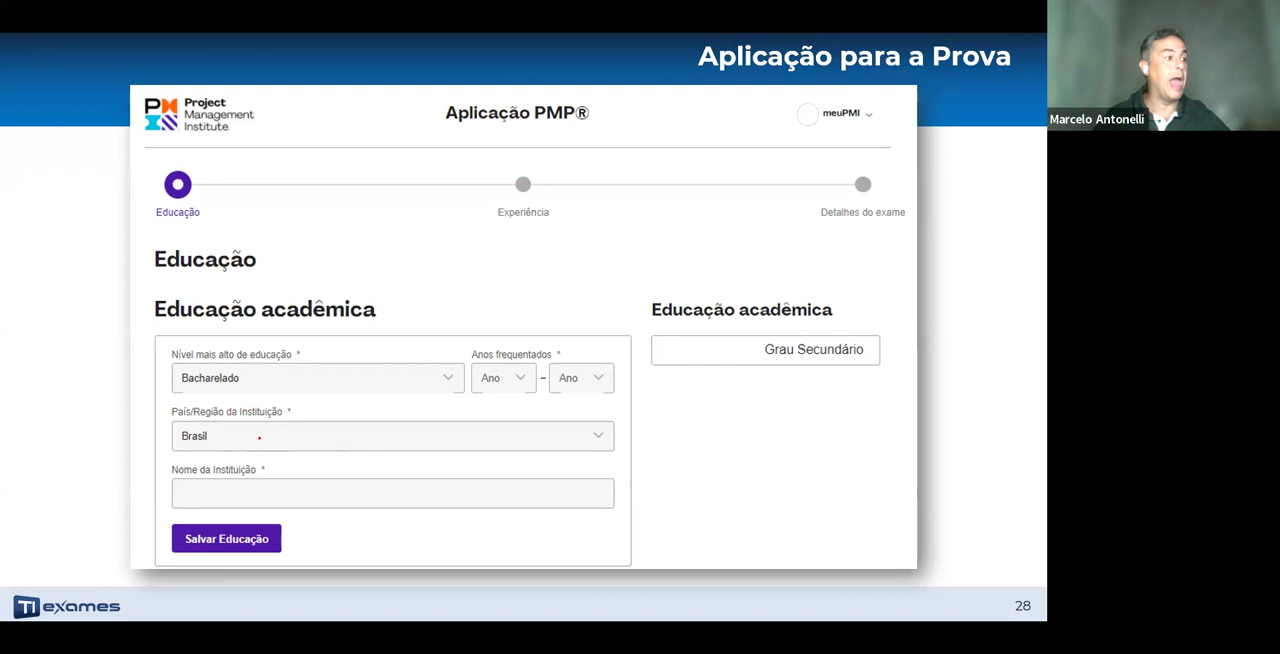 Aplicação para a Prova
Marcelo Antonelli
PMI Project
Management
Institute.
Aplicação PMP®
meuPMI
Educação
Experiência
Detalhes do exame
Educação
Educação acadêmica
Educação acadêmica
Nível mais alto de educação *
Anos frequentados *
Grau Secundário
Bacharelado
Ano
–
Ano
País/Região da Instituição *
Brasil
Nome da Instituição *
Salvar Educação
TI exames
28